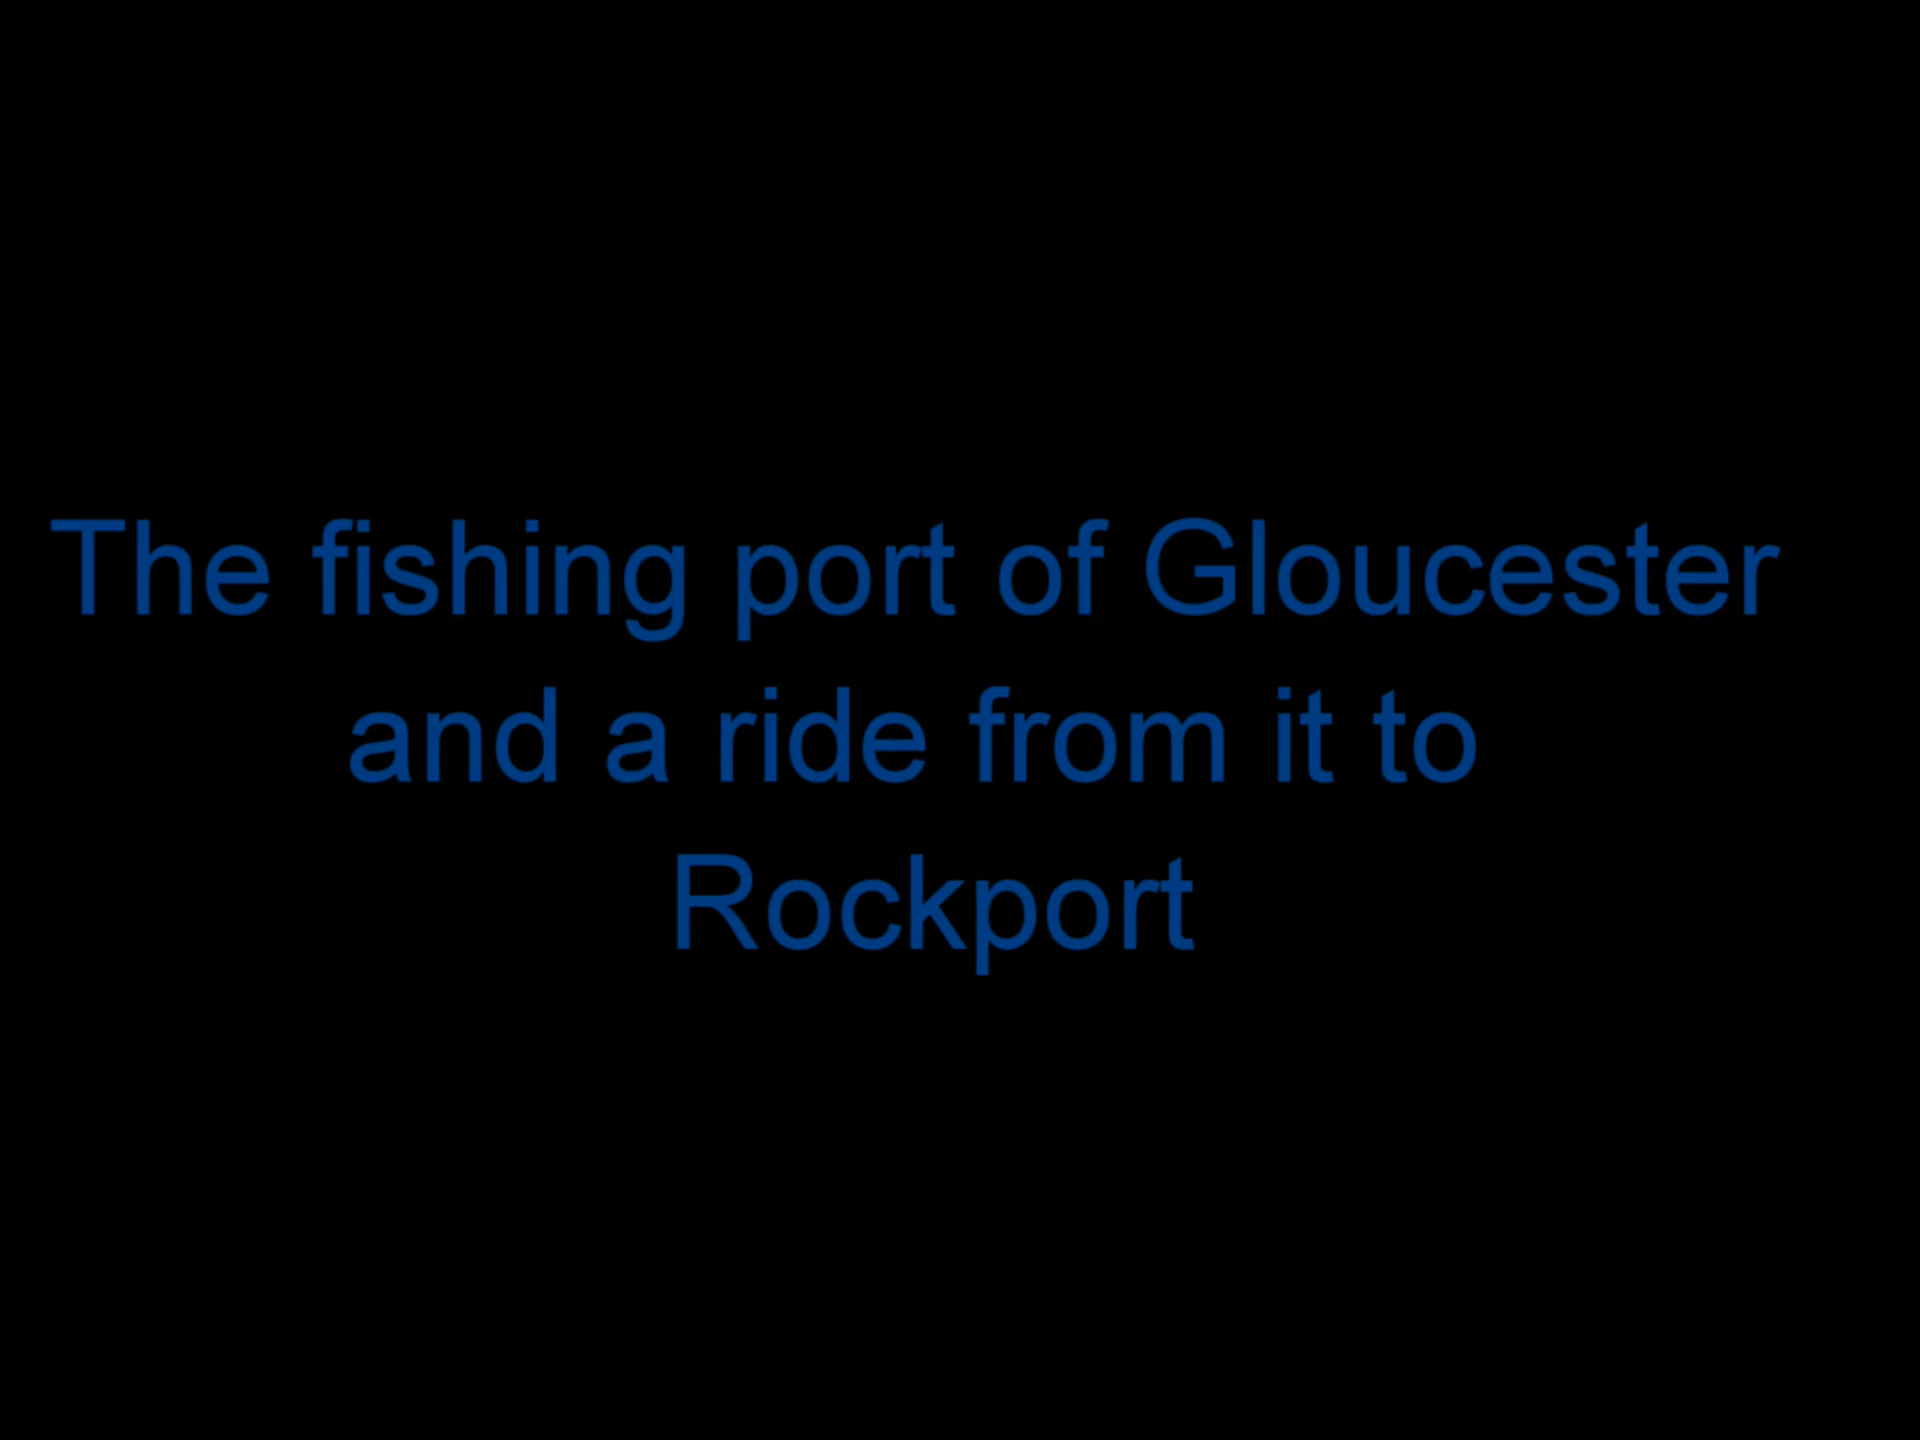 The fishing port of Gloucester
and a ride from it to
Rockport